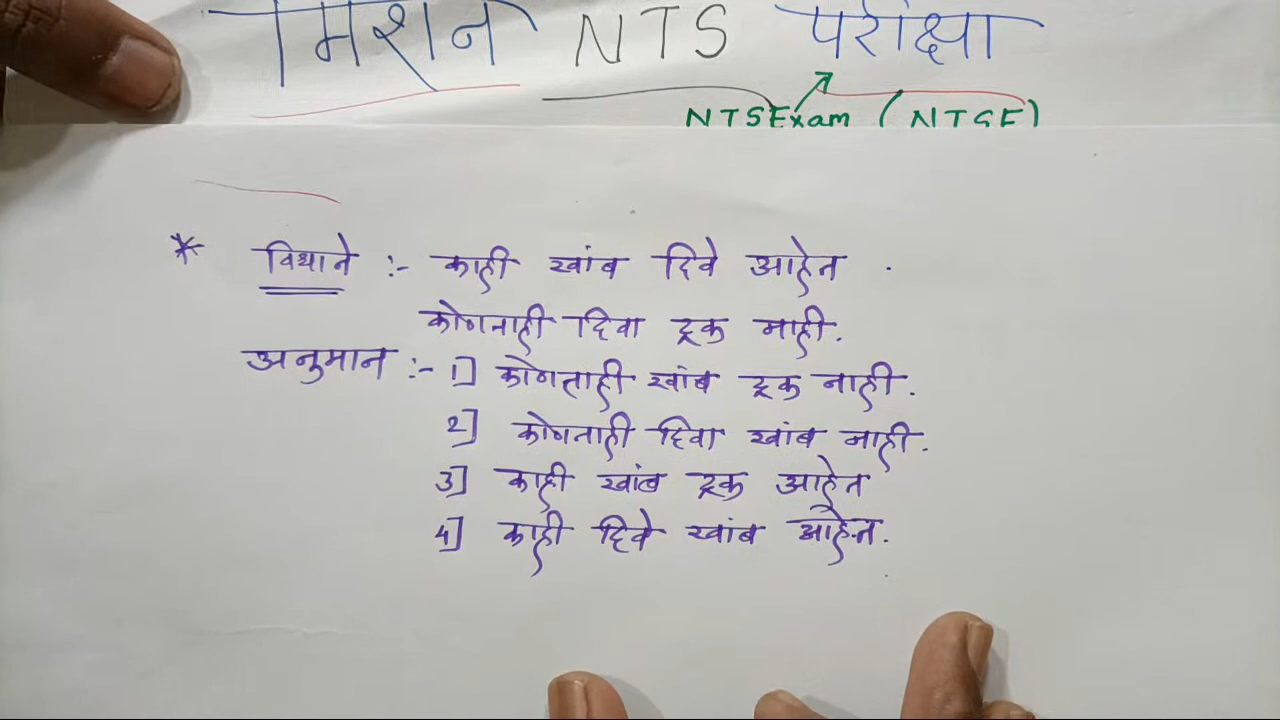 मिशन NTS परीक्षा
NTSExam (NTSE)
* विधाने :- काही खांब दिवे आहेत .
कोणताही दिवा ट्रक नाही.
अनुमान :- 1] कोणताही खांब ट्रक नाही.
2] कोणताही दिवा खांब नाही.
3] काही खांब ट्रक आहेत
4] काही दिवे खांब आहेत.